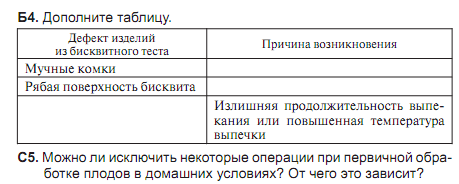 Б4. Дополните таблицу.
Дефект изделий
из бисквитного теста
Причина возникновения
Мучные комки
Рябая поверхность бисквита
Излишняя продолжительность выпе-
кания или повышенная температура
выпечки
С5. Можно ли исключить некоторые операции при первичной обра-
ботке плодов в домашних условиях? От чего это зависит?